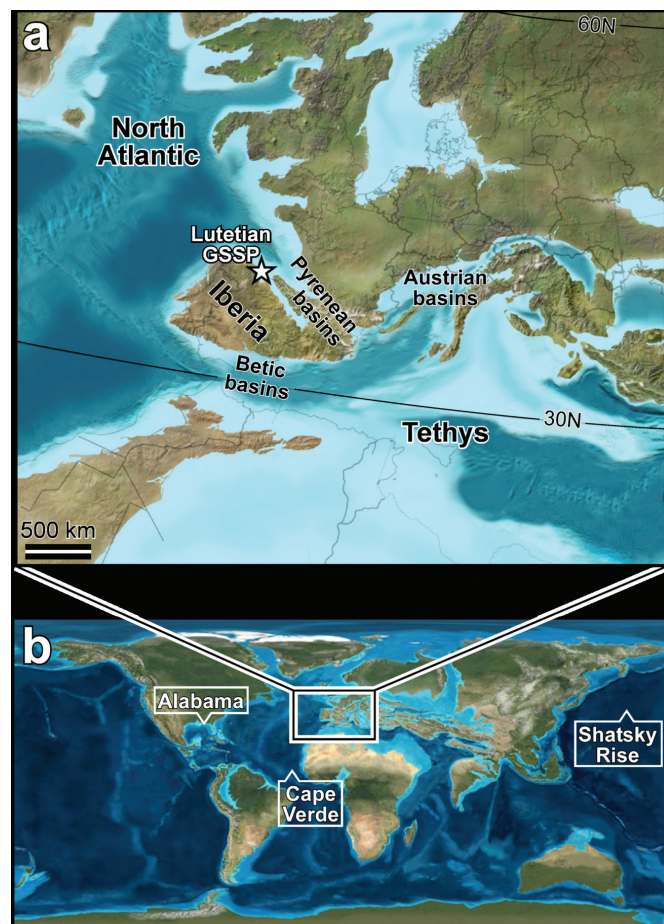 a
60N
North
Atlantic
Lutetian
GSSP
Pyrenean
basins
Austrian
basins
Iberia
Betic
basins
30N
Tethys
500 km
b
Alabama
Shatsky
Rise
Cape
Verde